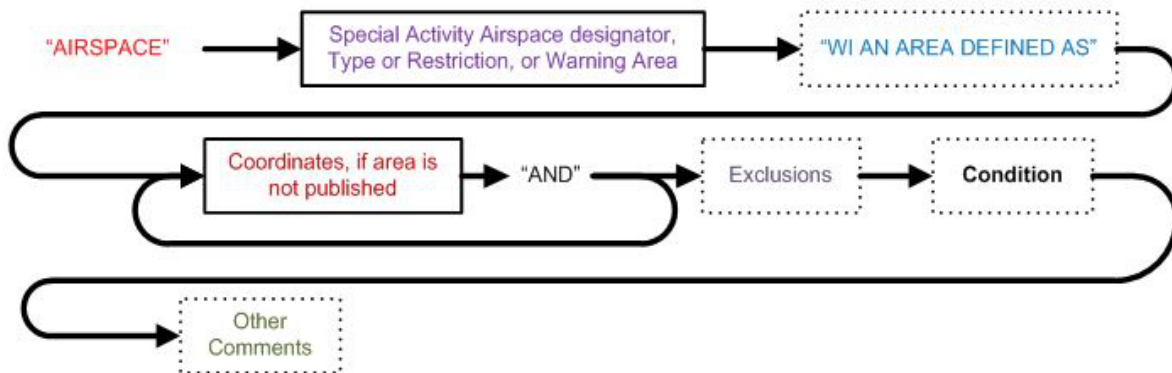 “AIRSPACE”
Special Activity Airspace designator,
Type or Restriction, or Warning Area
“WI AN AREA DEFINED AS”
Coordinates, if area is
not published
“AND”
Exclusions
Condition
Other
Comments